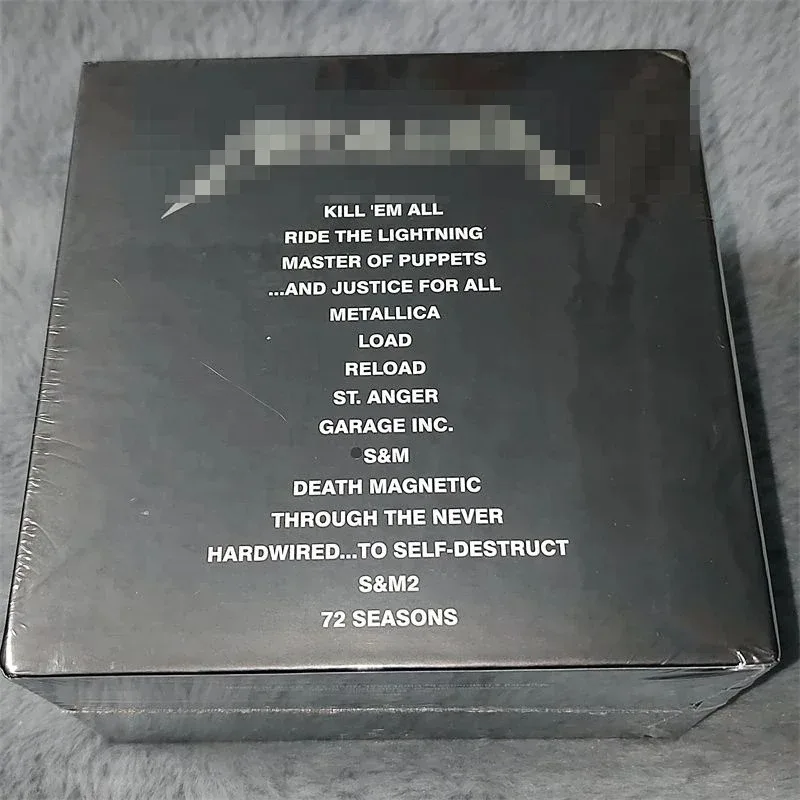 KILL 'EM ALL
RIDE THE LIGHTNING
MASTER OF PUPPETS
...AND JUSTICE FOR ALL
METALLICA
LOAD
RELOAD
ST. ANGER
GARAGE INC.
S&M
DEATH MAGNETIC
THROUGH THE NEVER
HARDWIRED...TO SELF-DESTRUCT
S&M2
72 SEASONS